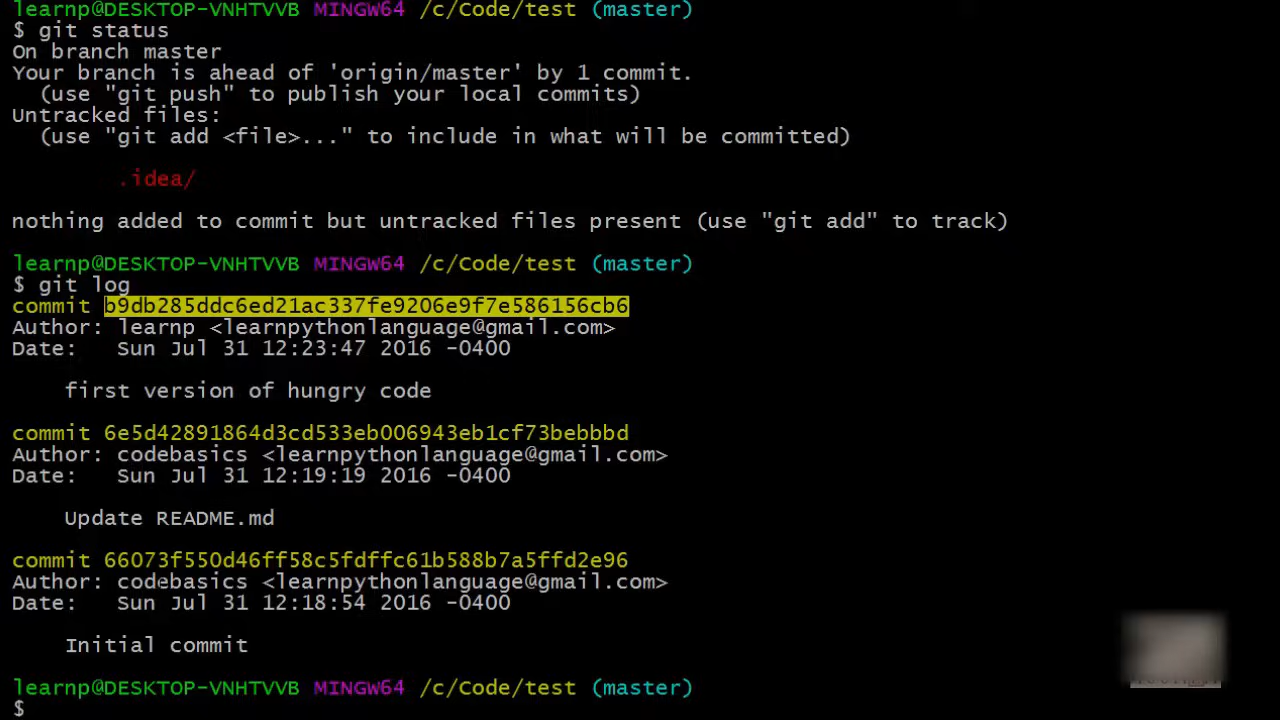 learnp@DESKTOP-VNHTVVB MINGW64 /c/Code/test (master)
$ git status
On branch master
Your branch is ahead of 'origin/master' by 1 commit.
(use "git push" to publish your local commits)
Untracked files:
(use "git add <file>..." to include in what will be committed)
.idea/
nothing added to commit but untracked files present (use "git add" to track)
learnp@DESKTOP-VNHTVVB MINGW64 /c/Code/test (master)
$ git log
commit b9db285ddc6ed21ac337fe9206e9f7e586156cb6
Author: learnp <learnpythonlanguage@gmail.com>
Date: Sun Jul 31 12:23:47 2016 -0400
first version of hungry code
commit 6e5d42891864d3cd533eb006943eb1cf73bebbbd
Author: codebasics <learnpythonlanguage@gmail.com>
Date: Sun Jul 31 12:19:19 2016 -0400
Update README.md
commit 66073f550d46ff58c5fdffc61b588b7a5ffd2e96
Author: codebasics <learnpythonlanguage@gmail.com>
Date: Sun Jul 31 12:18:54 2016 -0400
Initial commit
learnp@DESKTOP-VNHTVVB MINGW64 /c/Code/test (master)
$